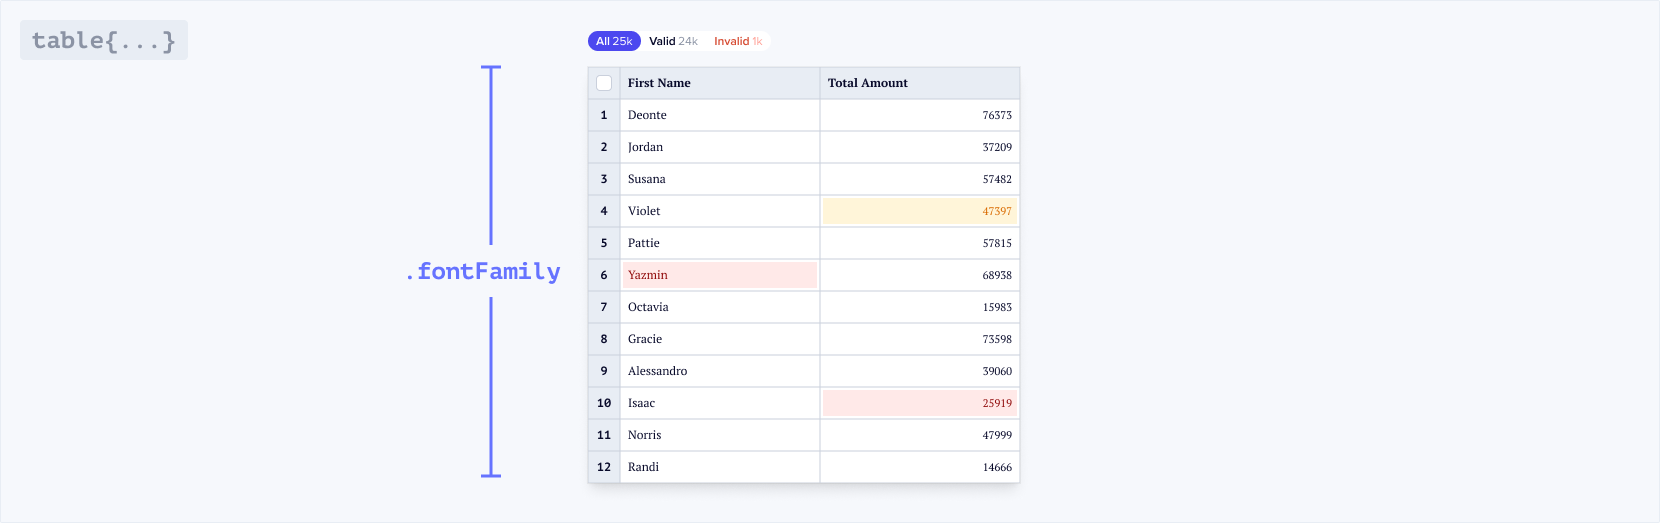 table{...}
All 25k Valid 24k Invalid 1k
First Name Total Amount
1 Deonte 76373
2 Jordan 37209
3 Susana 57482
4 Violet 47397
5 Pattie 57815
.fontFamily
6 Yazmin 68938
7 Octavia 15983
8 Gracie 73598
9 Alessandro 39060
10 Isaac 25919
11 Norris 47999
12 Randi 14666